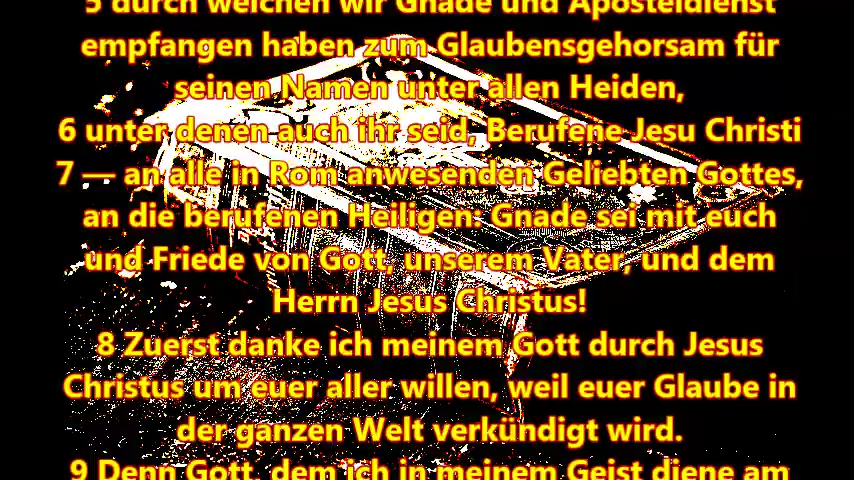 5 durch welchen wir Gnade und Aposteldienst
empfangen haben zum Glaubensgehorsam für
seinen Namen unter allen Heiden,
6 unter denen auch ihr seid, Berufene Jesu Christi
7 — an alle in Rom anwesenden Geliebten Gottes,
an die berufenen Heiligen: Gnade sei mit euch
und Friede von Gott, unserem Vater, und dem
Herrn Jesus Christus!
8 Zuerst danke ich meinem Gott durch Jesus
Christus um euer aller willen, weil euer Glaube in
der ganzen Welt verkündigt wird.
9 Denn Gott, dem ich in meinem Geist diene am